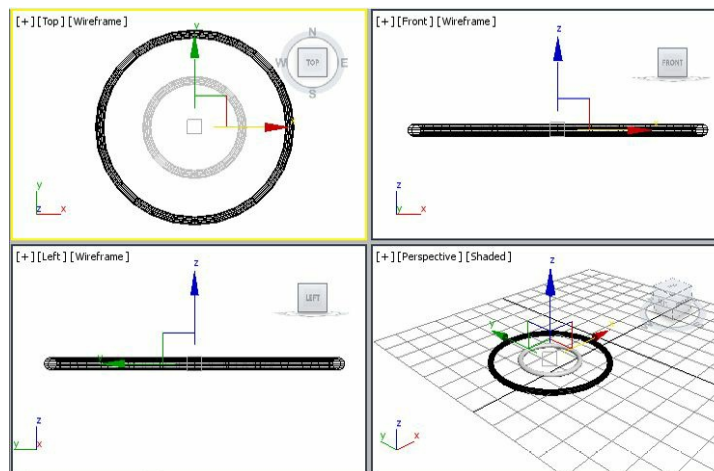 [+] [Top] [Wireframe]
y
N
W TOP E
S
x
y
z x
[+] [Front] [Wireframe]
z
FRONT
x
z
y x
[+] [Left] [Wireframe]
z
LEFT
y
z
y x
[+] [Perspective] [Shaded]
z
y
x
z
y x